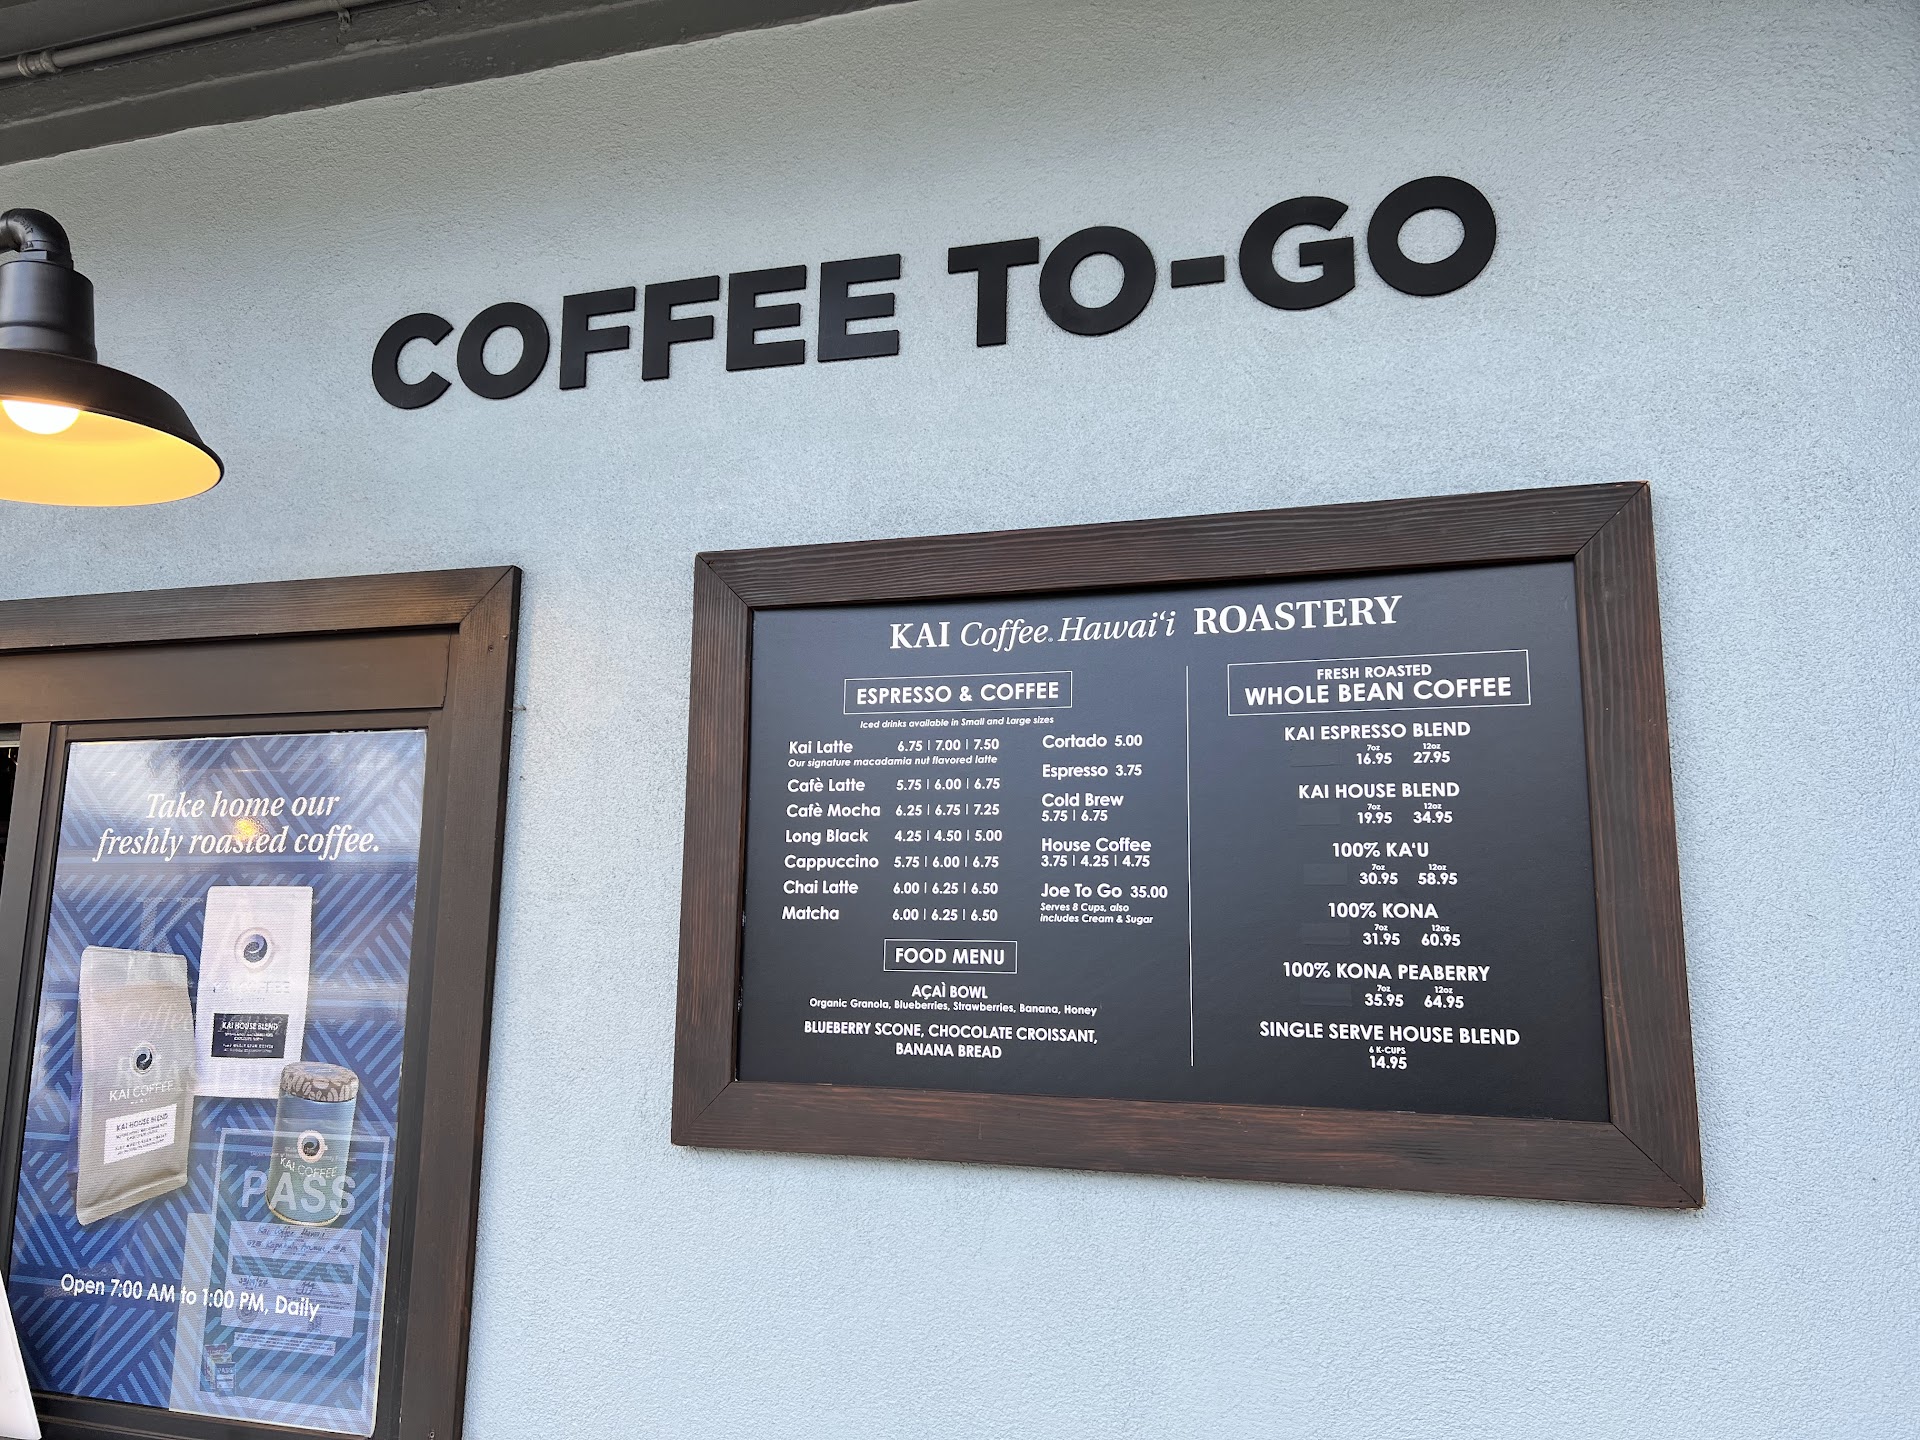 COFFEE TO-GO
KAI Coffee Hawaiʻi ROASTERY
ESPRESSO & COFFEE
Iced drinks available in Small and Large sizes
Kai Latte 6.75 | 7.00 | 7.50
Our signature macadamia nut flavored latte
Cafè Latte 5.75 | 6.00 | 6.75
Cafè Mocha 6.25 | 6.75 | 7.25
Long Black 4.25 | 4.50 | 5.00
Cappuccino 5.75 | 6.00 | 6.75
Chai Latte 6.00 | 6.25 | 6.50
Matcha 6.00 | 6.25 | 6.50
Cortado 5.00
Espresso 3.75
Cold Brew
5.75 | 6.75
House Coffee
3.75 | 4.25 | 4.75
Joe To Go 35.00
Serves 8 Cups, also
includes Cream & Sugar
FOOD MENU
AÇAÌ BOWL
Organic Granola, Blueberries, Strawberries, Banana, Honey
BLUEBERRY SCONE, CHOCOLATE CROISSANT,
BANANA BREAD
FRESH ROASTED
WHOLE BEAN COFFEE
KAI ESPRESSO BLEND
7oz 12oz
16.95 27.95
KAI HOUSE BLEND
7oz 12oz
19.95 34.95
100% KAʻU
7oz 12oz
30.95 58.95
100% KONA
7oz 12oz
31.95 60.95
100% KONA PEABERRY
7oz 12oz
35.95 64.95
SINGLE SERVE HOUSE BLEND
6 K-CUPS
14.95
Take home our
freshly roasted coffee.
KAI COFFEE
KAI HOUSE BLEND
KAI COFFEE
KAI HOUSE BLEND
KAI COFFEE
PASS
Open 7:00 AM to 1:00 PM, Daily